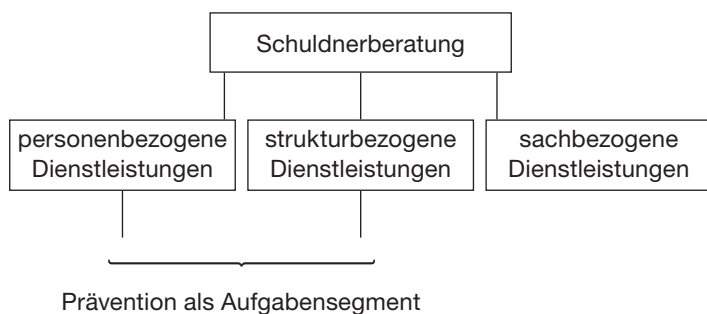 Schuldnerberatung
personenbezogene
Dienstleistungen
strukturbezogene
Dienstleistungen
sachbezogene
Dienstleistungen
Prävention als Aufgabensegment